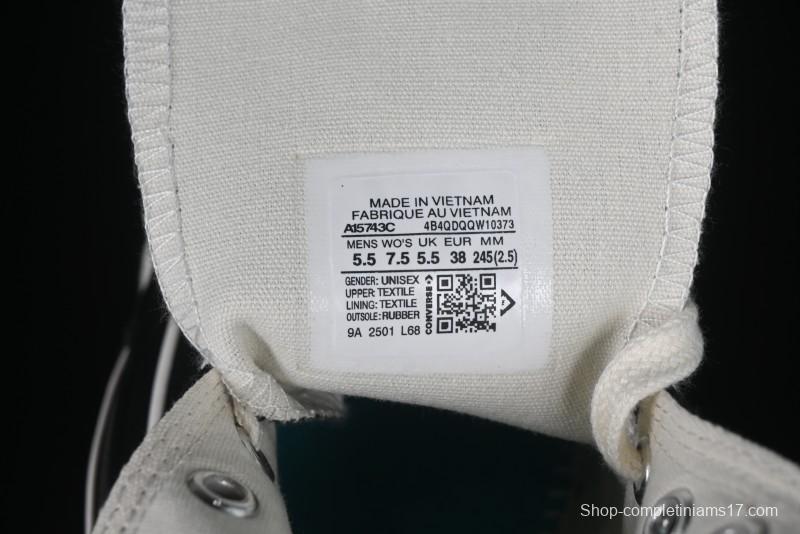 MADE IN VIETNAM
FABRIQUE AU VIETNAM
A15743C 4B4QDQQW10373
MENS WO'S UK EUR MM
5.5 7.5 5.5 38 245(2.5)
GENDER: UNISEX
UPPER: TEXTILE
LINING: TEXTILE
OUTSOLE: RUBBER
9A 2501 L68
CONVERSE
Shop-completiniams17.com